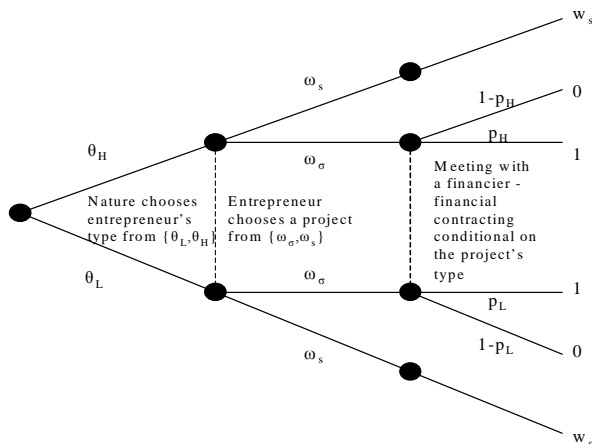 w_s
ω_s
1-p_H
0
θ_H
ω_σ
p_H
1
Nature chooses
entrepreneur's
type from {θ_L,θ_H}
Entrepreneur
chooses a project
from {ω_σ,ω_s}
Meeting with
a financier -
financial
contracting
conditional on
the project's
type
θ_L
ω_σ
p_L
1
ω_s
1-p_L
0
w_s